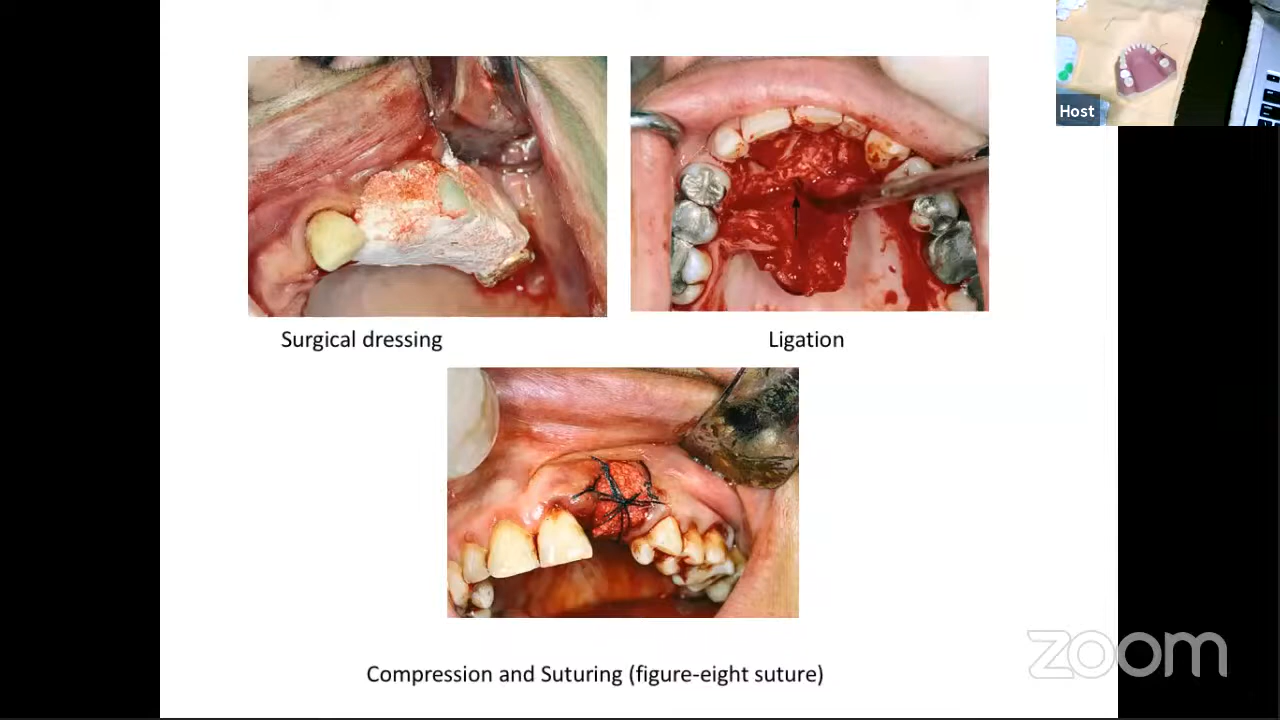 Host
Surgical dressing
Ligation
Compression and Suturing (figure-eight suture)
zoom